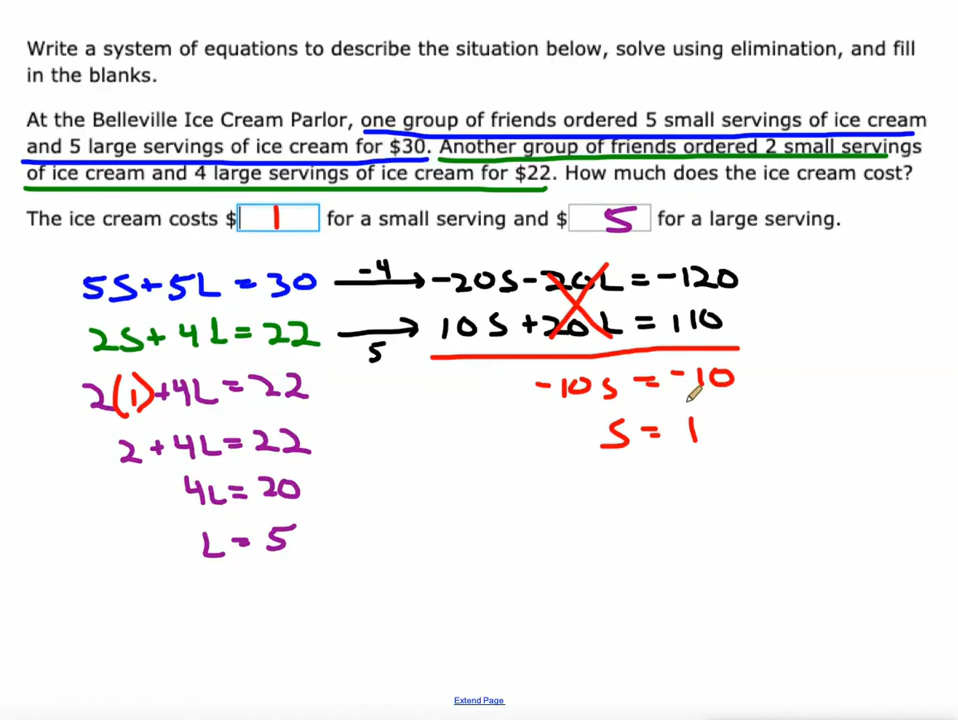 Write a system of equations to describe the situation below, solve using elimination, and fill
in the blanks.
At the Belleville Ice Cream Parlor, one group of friends ordered 5 small servings of ice cream
and 5 large servings of ice cream for $30. Another group of friends ordered 2 small servings
of ice cream and 4 large servings of ice cream for $22. How much does the ice cream cost?
The ice cream costs $ 1 for a small serving and $ 5 for a large serving.
5S+5L=30 -4 -20S-20L=-120
2S+4L=22 5 10S+20L=110
2(1)+4L=22 -10S=-10
2+4L=22 S=1
4L=20
L=5
Extend Page